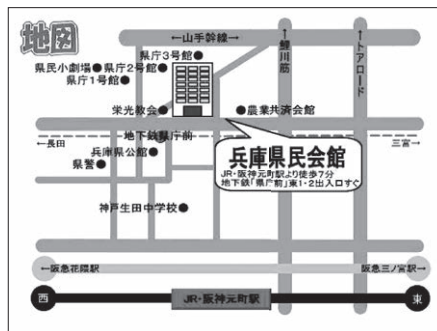 地図
←山手幹線→
県庁3号館●
県民小劇場●県庁2号館●
県庁1号館●
←鯉川筋→
←トアロード→
栄光教会●
●農業共済会館
←長田
地下鉄県庁前
三宮→
兵庫県公館●
県警●
兵庫県民会館
JR・阪神元町駅より徒歩7分
地下鉄「県庁前」東1・2出入口すぐ
神戸生田中学校●
←阪急花隈駅
阪急三ノ宮駅→
西
JR・阪神元町駅
東